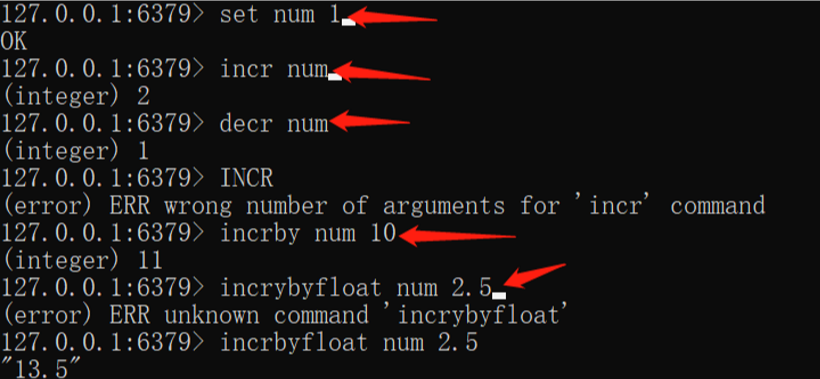 127.0.0.1:6379> set num 1
OK
127.0.0.1:6379> incr num
(integer) 2
127.0.0.1:6379> decr num
(integer) 1
127.0.0.1:6379> INCR
(error) ERR wrong number of arguments for 'incr' command
127.0.0.1:6379> incrby num 10
(integer) 11
127.0.0.1:6379> incrybyfloat num 2.5
(error) ERR unknown command 'incrybyfloat'
127.0.0.1:6379> incrbyfloat num 2.5
"13.5"